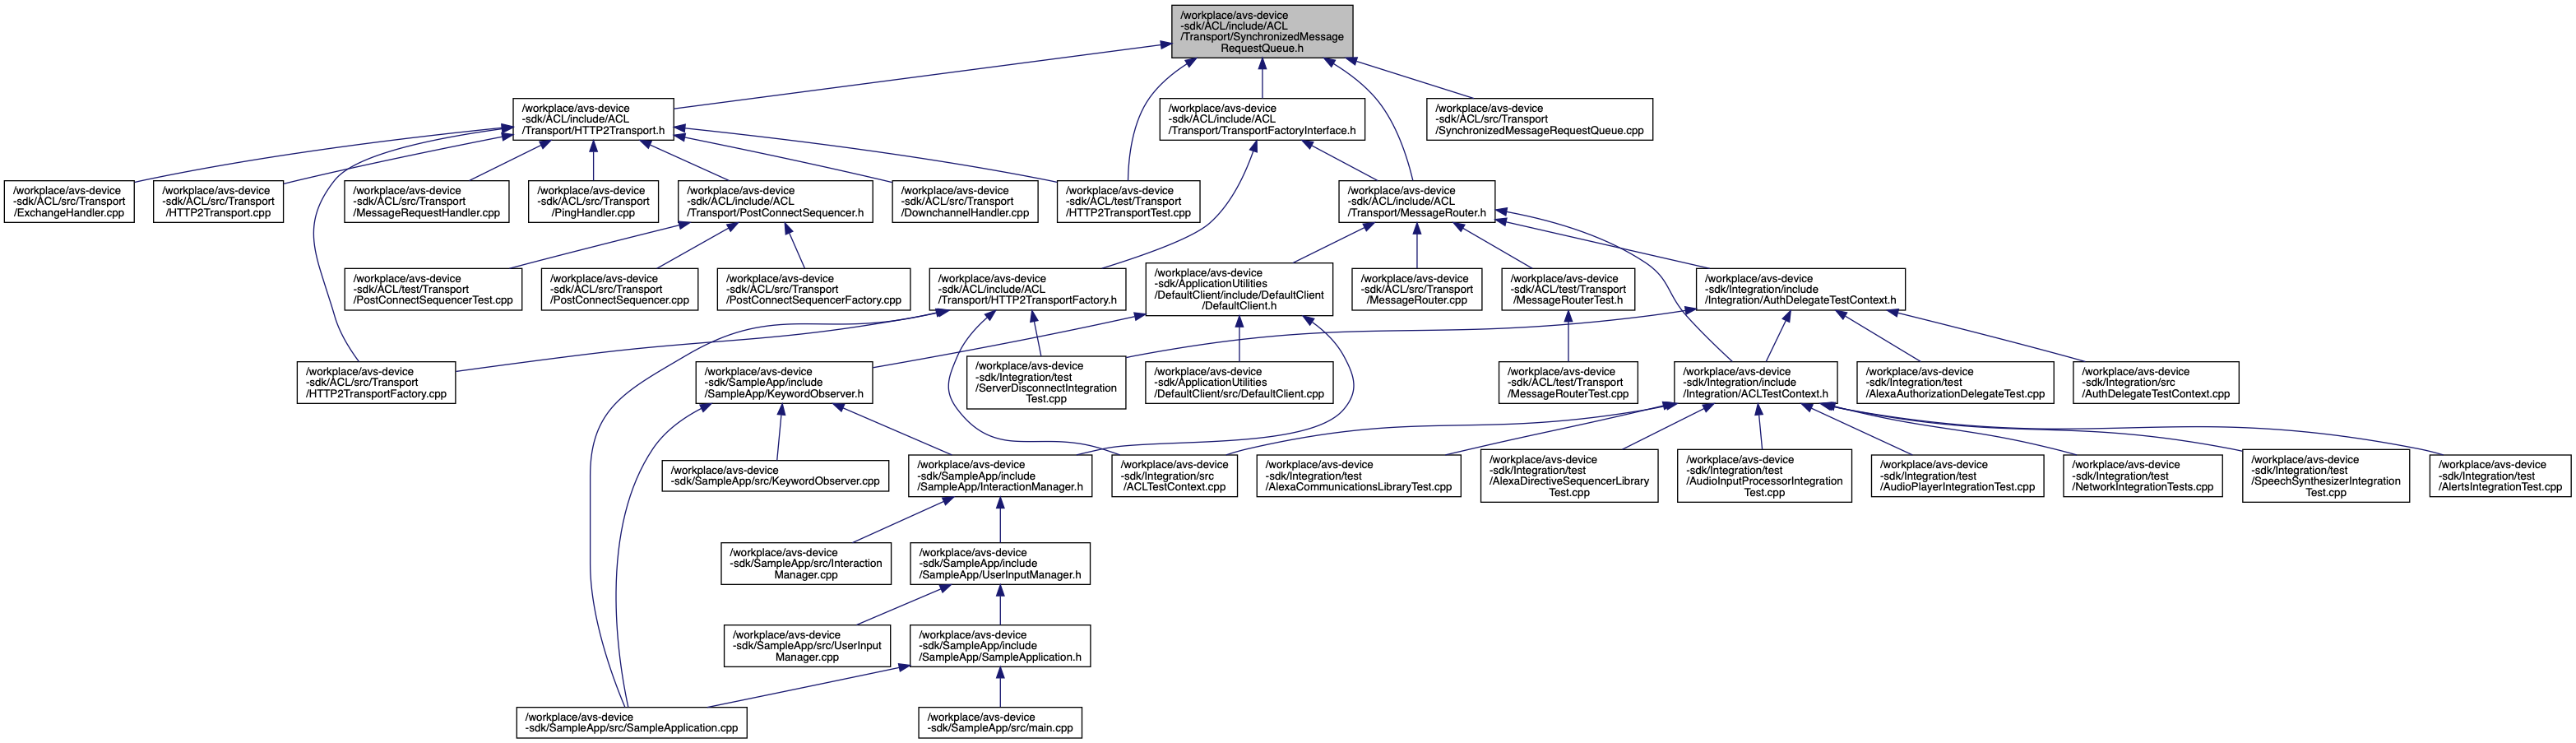 /workplace/avs-device
-sdk/ACL/include/ACL
/Transport/SynchronizedMessage
RequestQueue.h
/workplace/avs-device
-sdk/ACL/include/ACL
/Transport/HTTP2Transport.h
/workplace/avs-device
-sdk/ACL/include/ACL
/Transport/TransportFactoryInterface.h
/workplace/avs-device
-sdk/ACL/src/Transport
/SynchronizedMessageRequestQueue.cpp
/workplace/avs-device
-sdk/ACL/src/Transport
/ExchangeHandler.cpp
/workplace/avs-device
-sdk/ACL/src/Transport
/HTTP2Transport.cpp
/workplace/avs-device
-sdk/ACL/src/Transport
/MessageRequestHandler.cpp
/workplace/avs-device
-sdk/ACL/src/Transport
/PingHandler.cpp
/workplace/avs-device
-sdk/ACL/include/ACL
/Transport/PostConnectSequencer.h
/workplace/avs-device
-sdk/ACL/src/Transport
/DownchannelHandler.cpp
/workplace/avs-device
-sdk/ACL/test/Transport
/HTTP2TransportTest.cpp
/workplace/avs-device
-sdk/ACL/include/ACL
/Transport/MessageRouter.h
/workplace/avs-device
-sdk/ACL/test/Transport
/PostConnectSequencerTest.cpp
/workplace/avs-device
-sdk/ACL/src/Transport
/PostConnectSequencer.cpp
/workplace/avs-device
-sdk/ACL/src/Transport
/PostConnectSequencerFactory.cpp
/workplace/avs-device
-sdk/ACL/include/ACL
/Transport/HTTP2TransportFactory.h
/workplace/avs-device
-sdk/ApplicationUtilities
/DefaultClient/include/DefaultClient
/DefaultClient.h
/workplace/avs-device
-sdk/ACL/src/Transport
/MessageRouter.cpp
/workplace/avs-device
-sdk/ACL/test/Transport
/MessageRouterTest.h
/workplace/avs-device
-sdk/Integration/include
/Integration/AuthDelegateTestContext.h
/workplace/avs-device
-sdk/ACL/src/Transport
/HTTP2TransportFactory.cpp
/workplace/avs-device
-sdk/SampleApp/include
/SampleApp/KeywordObserver.h
/workplace/avs-device
-sdk/Integration/test
/ServerDisconnectIntegration
Test.cpp
/workplace/avs-device
-sdk/ApplicationUtilities
/DefaultClient/src/DefaultClient.cpp
/workplace/avs-device
-sdk/ACL/test/Transport
/MessageRouterTest.cpp
/workplace/avs-device
-sdk/Integration/include
/Integration/ACLTestContext.h
/workplace/avs-device
-sdk/Integration/test
/AlexaAuthorizationDelegateTest.cpp
/workplace/avs-device
-sdk/Integration/src
/AuthDelegateTestContext.cpp
/workplace/avs-device
-sdk/SampleApp/src/KeywordObserver.cpp
/workplace/avs-device
-sdk/SampleApp/include
/SampleApp/InteractionManager.h
/workplace/avs-device
-sdk/Integration/src
/ACLTestContext.cpp
/workplace/avs-device
-sdk/Integration/test
/AlexaCommunicationsLibraryTest.cpp
/workplace/avs-device
-sdk/Integration/test
/AlexaDirectiveSequencerLibrary
Test.cpp
/workplace/avs-device
-sdk/Integration/test
/AudioInputProcessorIntegration
Test.cpp
/workplace/avs-device
-sdk/Integration/test
/AudioPlayerIntegrationTest.cpp
/workplace/avs-device
-sdk/Integration/test
/NetworkIntegrationTests.cpp
/workplace/avs-device
-sdk/Integration/test
/SpeechSynthesizerIntegration
Test.cpp
/workplace/avs-device
-sdk/Integration/test
/AlertsIntegrationTest.cpp
/workplace/avs-device
-sdk/SampleApp/src/Interaction
Manager.cpp
/workplace/avs-device
-sdk/SampleApp/include
/SampleApp/UserInputManager.h
/workplace/avs-device
-sdk/SampleApp/src/UserInput
Manager.cpp
/workplace/avs-device
-sdk/SampleApp/include
/SampleApp/SampleApplication.h
/workplace/avs-device
-sdk/SampleApp/src/SampleApplication.cpp
/workplace/avs-device
-sdk/SampleApp/src/main.cpp